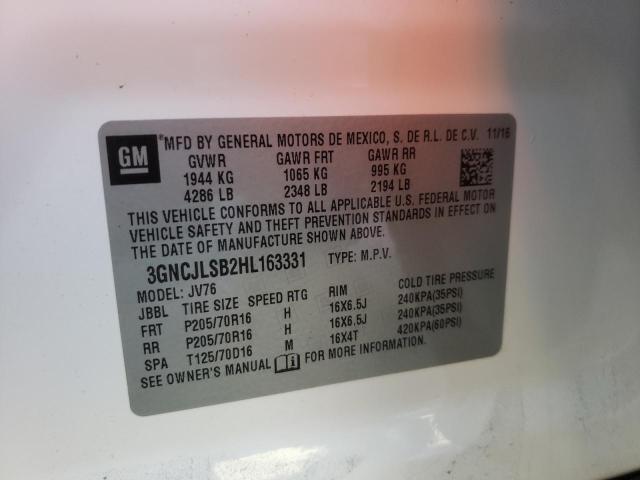 GM
*MFD BY GENERAL MOTORS DE MEXICO, S. DE R.L. DE C.V. 11/16
GVWR GAWR FRT GAWR RR
1944 KG 1065 KG 995 KG
4286 LB 2348 LB 2194 LB
THIS VEHICLE CONFORMS TO ALL APPLICABLE U.S. FEDERAL MOTOR
VEHICLE SAFETY AND THEFT PREVENTION STANDARDS IN EFFECT ON
THE DATE OF MANUFACTURE SHOWN ABOVE.
3GNCJLSB2HL163331 TYPE: M.P.V.
MODEL: JV76
JBBL TIRE SIZE SPEED RTG RIM COLD TIRE PRESSURE
FRT P205/70R16 H 16X6.5J 240KPA(35PSI)
RR P205/70R16 H 16X6.5J 240KPA(35PSI)
SPA T125/70D16 M 16X4T 420KPA(60PSI)
SEE OWNER'S MANUAL FOR MORE INFORMATION.